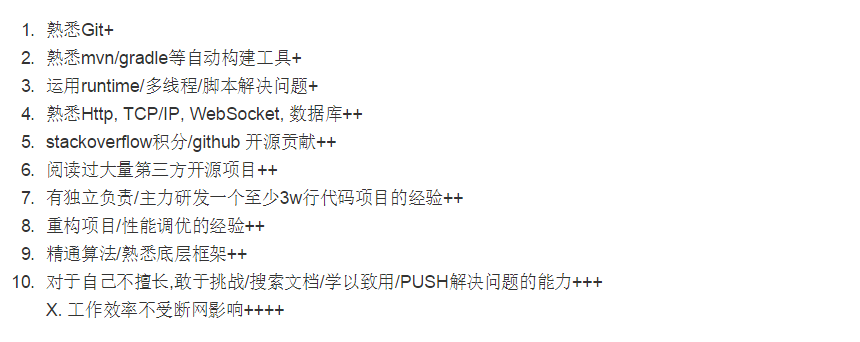 1. 熟悉Git+
2. 熟悉mvn/gradle等自动构建工具+
3. 运用runtime/多线程/脚本解决问题+
4. 熟悉Http, TCP/IP, WebSocket, 数据库++
5. stackoverflow积分/github 开源贡献++
6. 阅读过大量第三方开源项目++
7. 有独立负责/主力研发一个至少3w行代码项目的经验++
8. 重构项目/性能调优的经验++
9. 精通算法/熟悉底层框架++
10. 对于自己不擅长,敢于挑战/搜索文档/学以致用/PUSH解决问题的能力+++
X. 工作效率不受断网影响++++